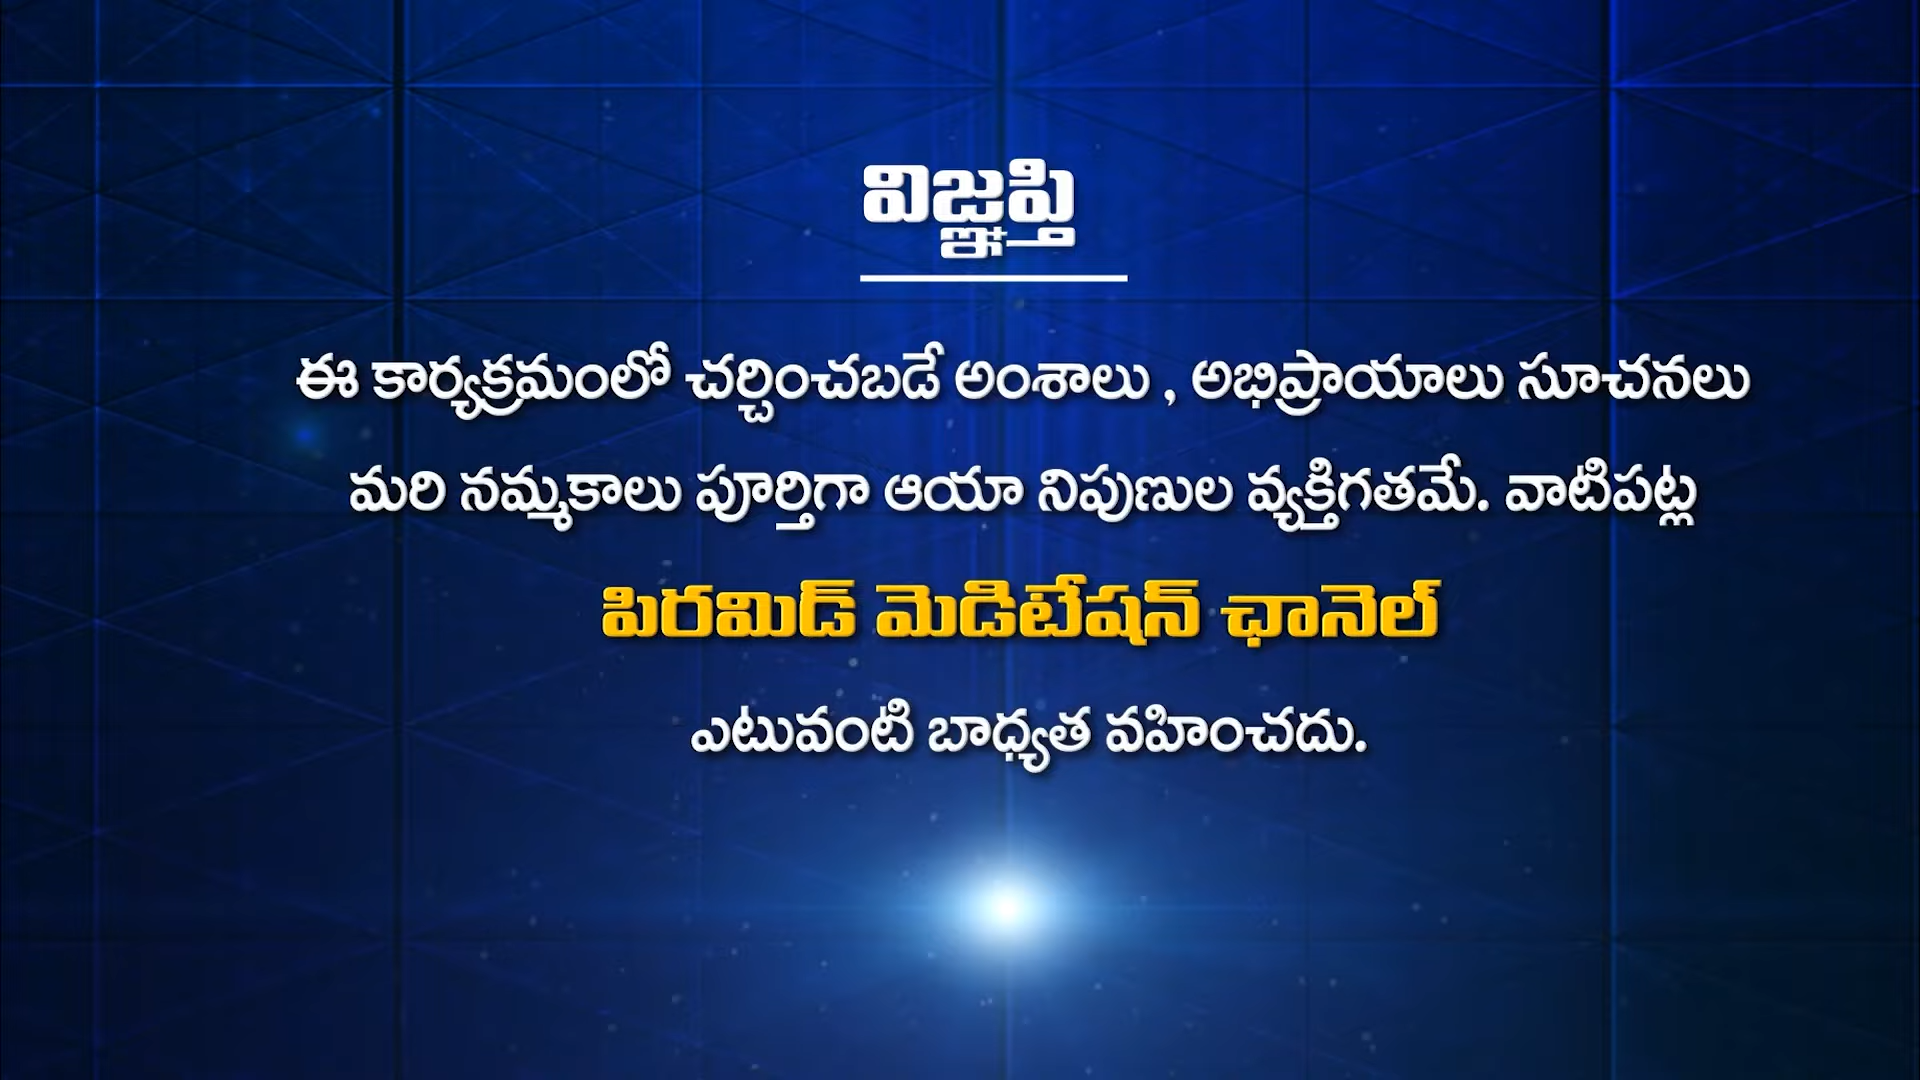 విజ్ఞప్తి
ఈ కార్యక్రమంలో చర్చించబడే అంశాలు , అభిప్రాయాలు సూచనలు
మరి నమ్మకాలు పూర్తిగా ఆయా నిపుణుల వ్యక్తిగతమే. వాటిపట్ల
పిరమిడ్ మెడిటేషన్ ఛానెల్
ఎటువంటి బాధ్యత వహించదు.